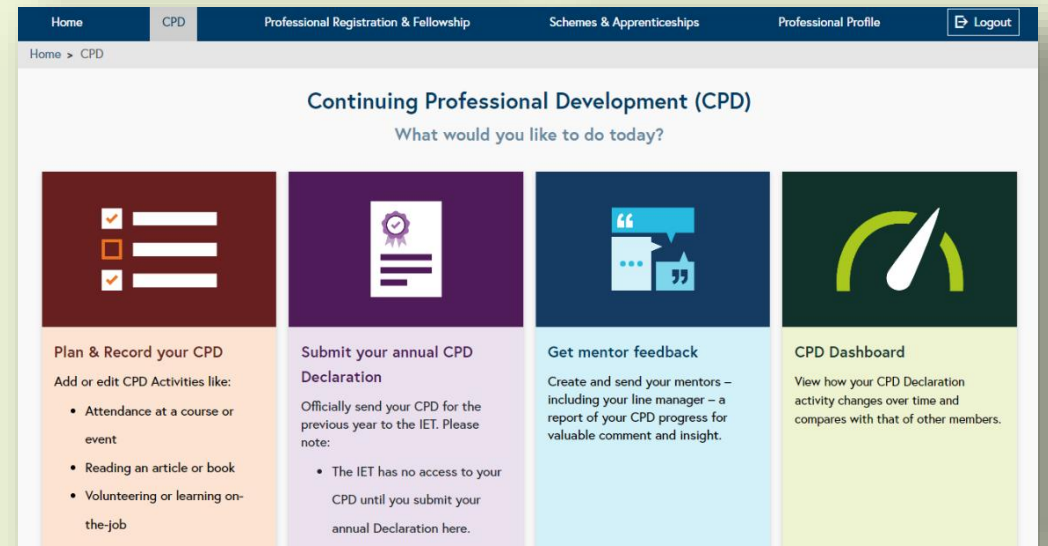 Home CPD Professional Registration & Fellowship Schemes & Apprenticeships Professional Profile Logout
Home > CPD
Continuing Professional Development (CPD)
What would you like to do today?
Plan & Record your CPD
Add or edit CPD Activities like:
• Attendance at a course or
event
• Reading an article or book
• Volunteering or learning on-
the-job
Submit your annual CPD
Declaration
Officially send your CPD for the
previous year to the IET. Please
note:
• The IET has no access to your
CPD until you submit your
annual Declaration here.
Get mentor feedback
Create and send your mentors –
including your line manager – a
report of your CPD progress for
valuable comment and insight.
CPD Dashboard
View how your CPD Declaration
activity changes over time and
compares with that of other members.